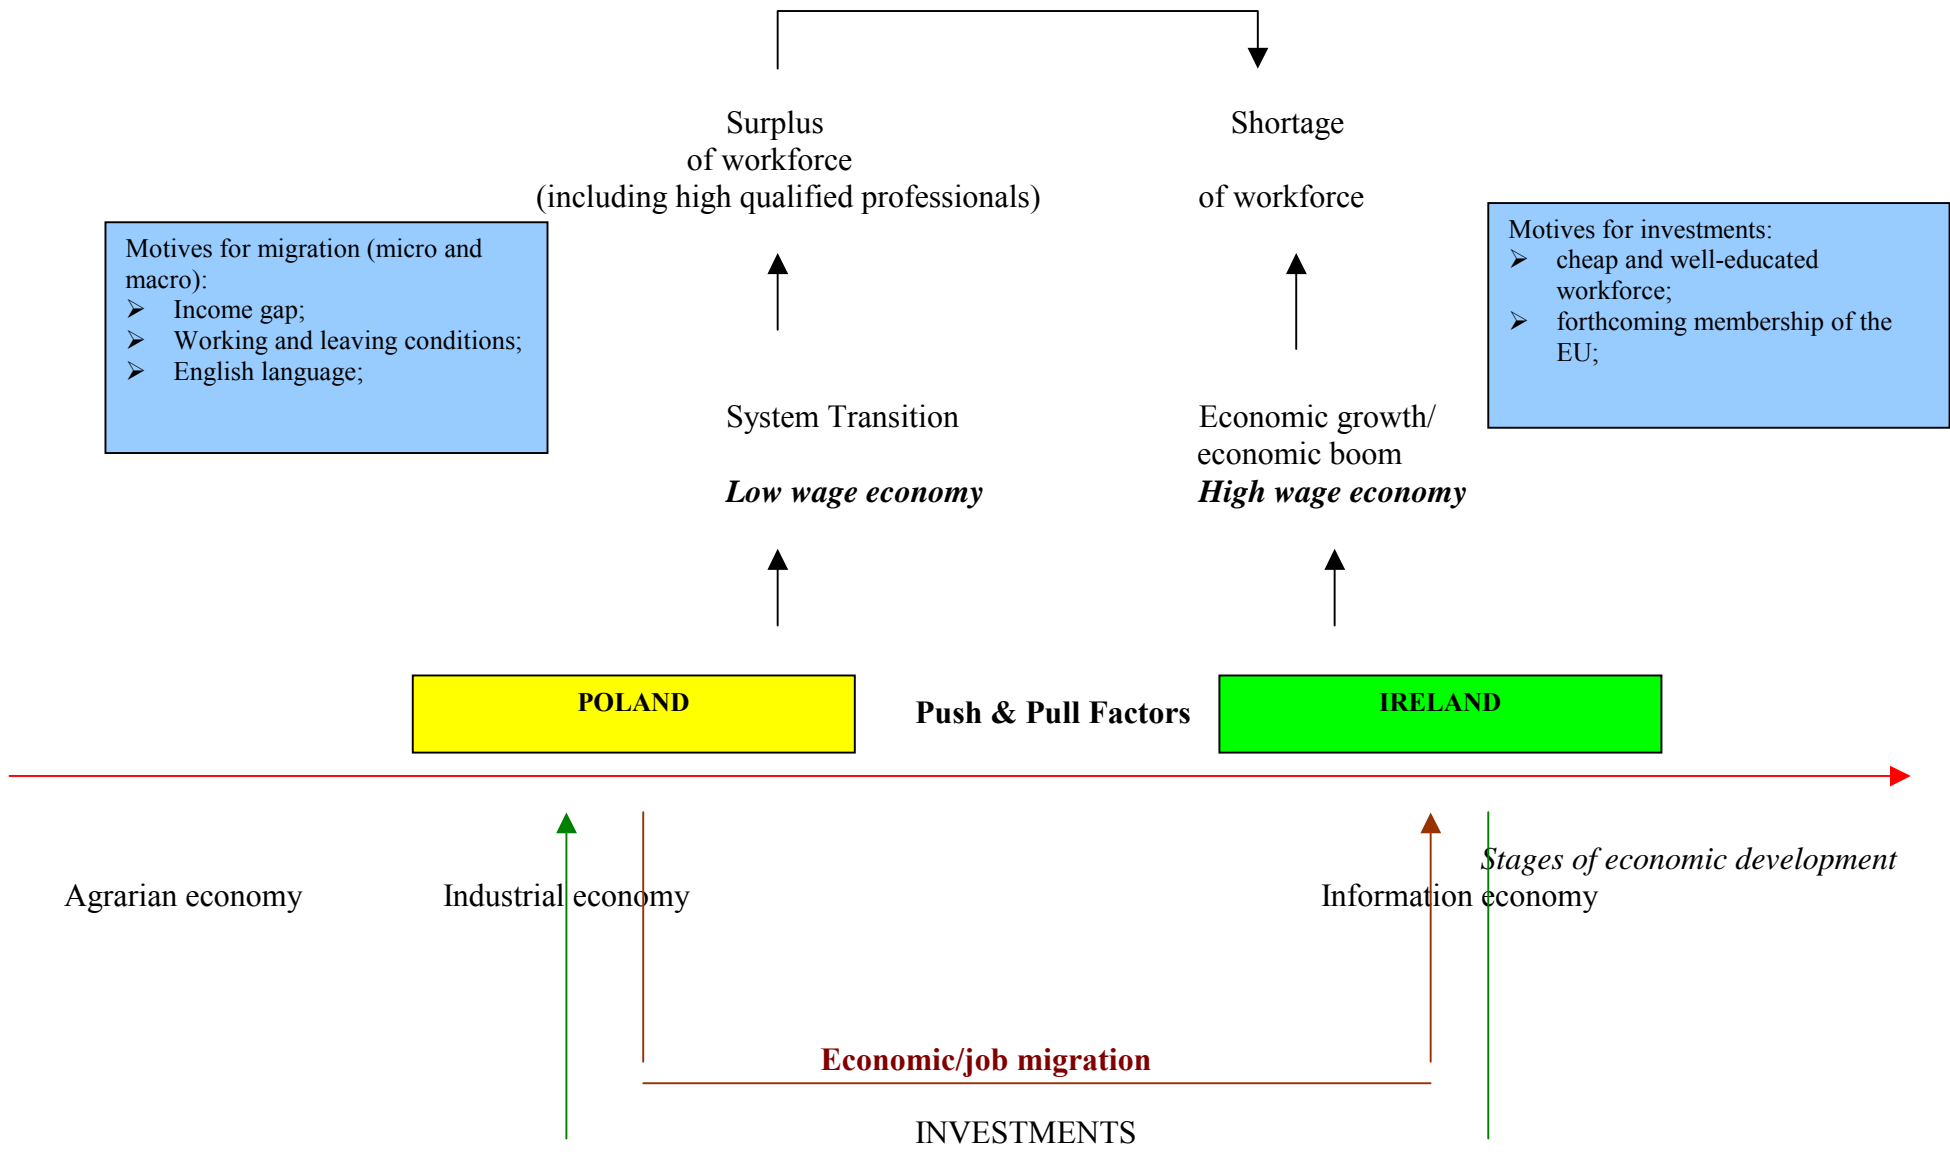 Surplus
of workforce
(including high qualified professionals)
Shortage
of workforce
Motives for migration (micro and
macro):
➢ Income gap;
➢ Working and leaving conditions;
➢ English language;
Motives for investments:
➢ cheap and well-educated
workforce;
➢ forthcoming membership of the
EU;
System Transition
Low wage economy
Economic growth/
economic boom
High wage economy
POLAND
Push & Pull Factors
IRELAND
Stages of economic development
Agrarian economy
Industrial economy
Information economy
Economic/job migration
INVESTMENTS